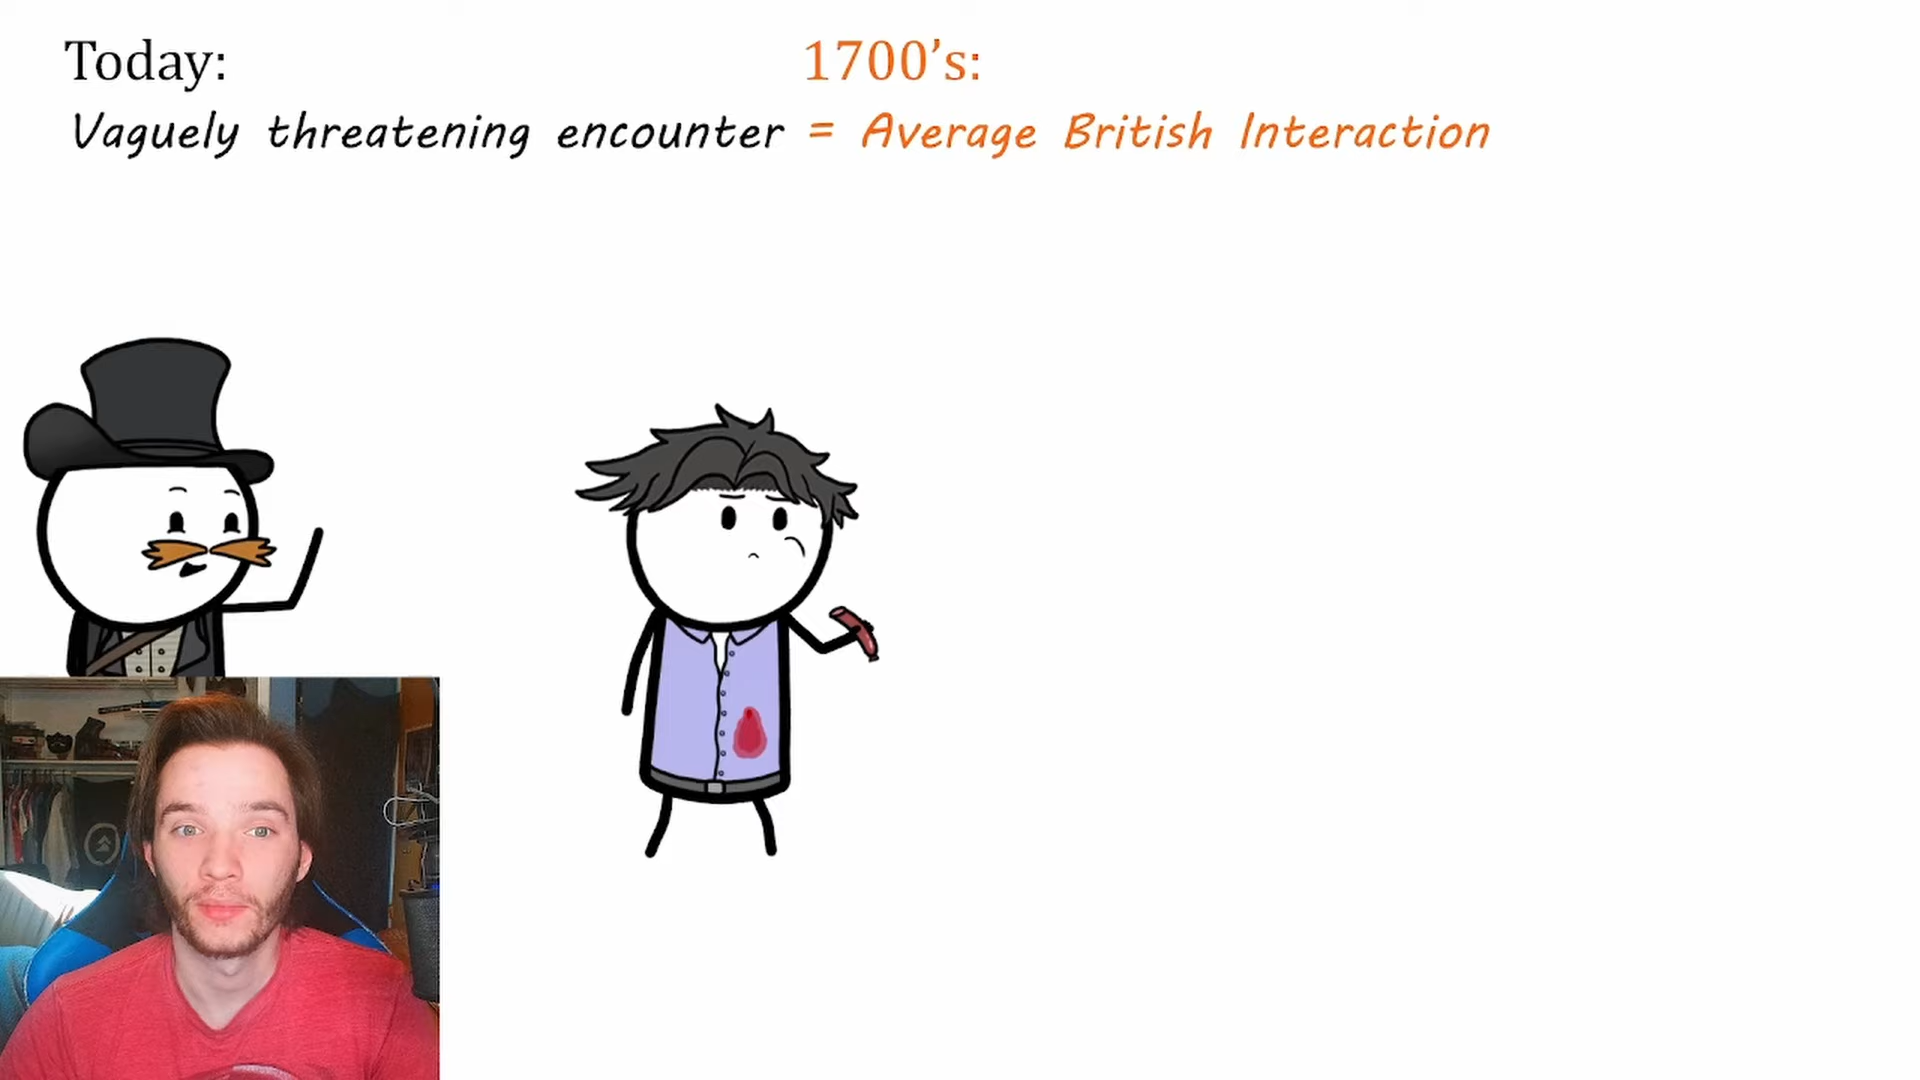 Today:
1700's:
Vaguely threatening encounter = Average British Interaction